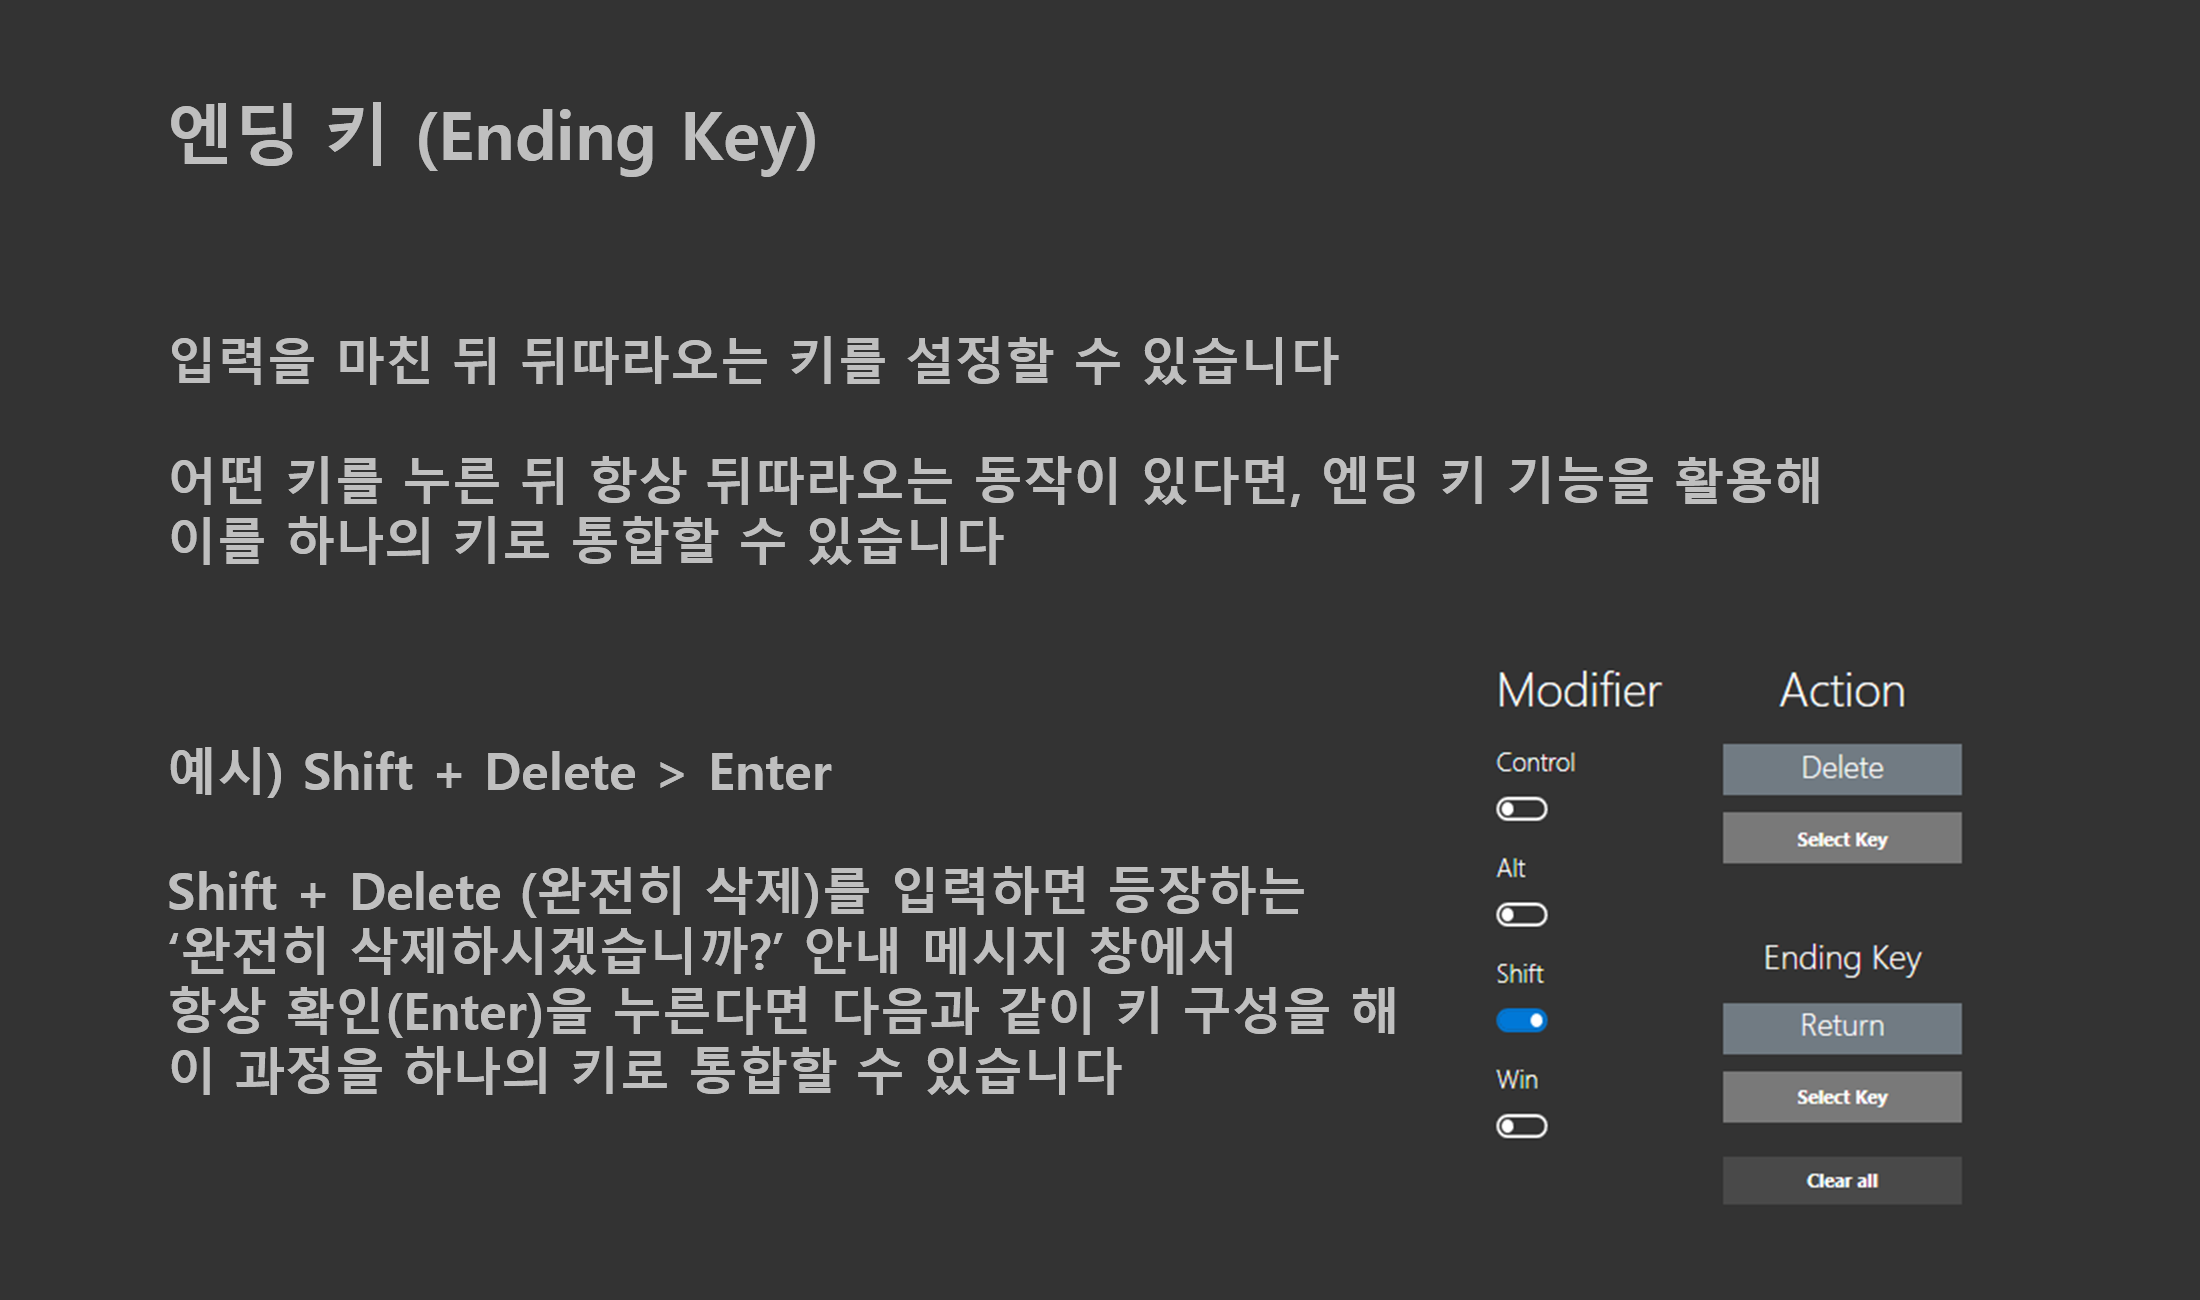 엔딩 키 (Ending Key)
입력을 마친 뒤 뒤따라오는 키를 설정할 수 있습니다
어떤 키를 누른 뒤 항상 뒤따라오는 동작이 있다면, 엔딩 키 기능을 활용해
이를 하나의 키로 통합할 수 있습니다
예시) Shift + Delete > Enter
Shift + Delete (완전히 삭제)를 입력하면 등장하는
‘완전히 삭제하시겠습니까?’ 안내 메시지 창에서
항상 확인(Enter)을 누른다면 다음과 같이 키 구성을 해
이 과정을 하나의 키로 통합할 수 있습니다
Modifier
Control
Alt
Shift
Win
Action
Delete
Select Key
Ending Key
Return
Select Key
Clear all